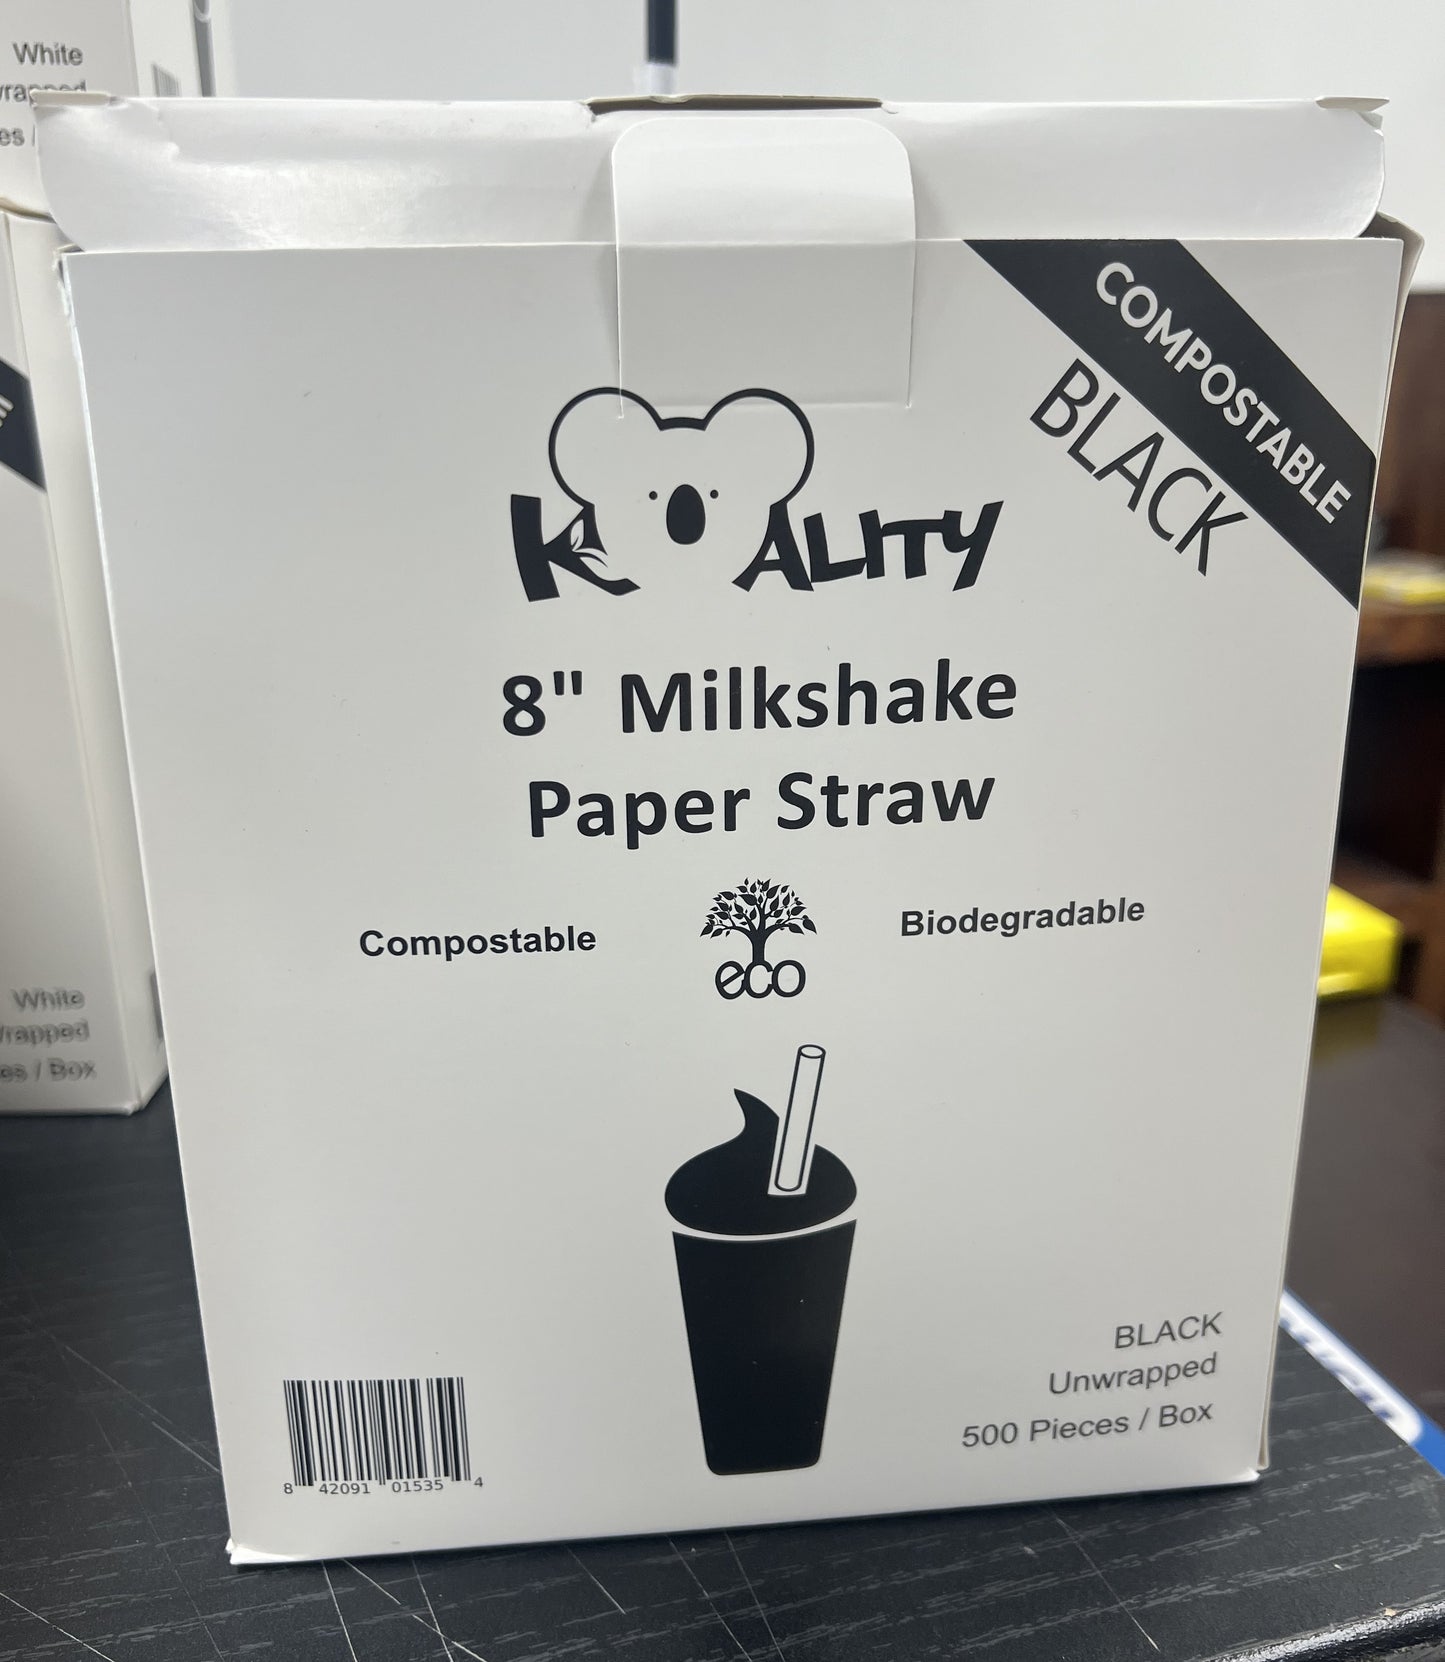 White
COMPOSTABLE
BLACK
KOALITY
8" Milkshake
Paper Straw
Compostable
eco
Biodegradable
White
/ Box
BLACK
Unwrapped
500 Pieces / Box
8 42091 01535 4